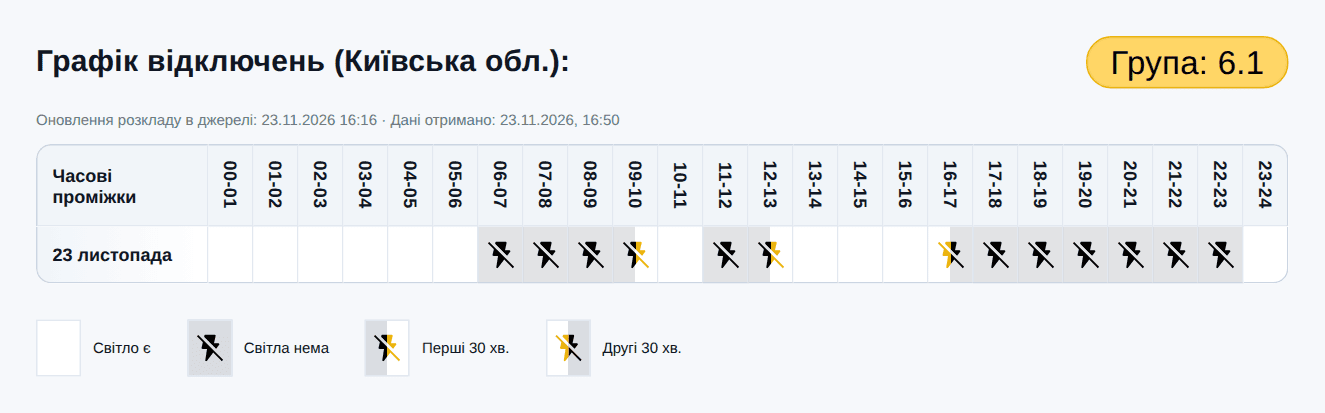 Графік відключень (Київська обл.):
Група: 6.1
Оновлення розкладу в джерелі: 23.11.2026 16:16 · Дані отримано: 23.11.2026, 16:50
Часові
проміжки
00-01
01-02
02-03
03-04
04-05
05-06
06-07
07-08
08-09
09-10
10-11
11-12
12-13
13-14
14-15
15-16
16-17
17-18
18-19
19-20
20-21
21-22
22-23
23-24
23 листопада
Світло є
Світла нема
Перші 30 хв.
Другі 30 хв.